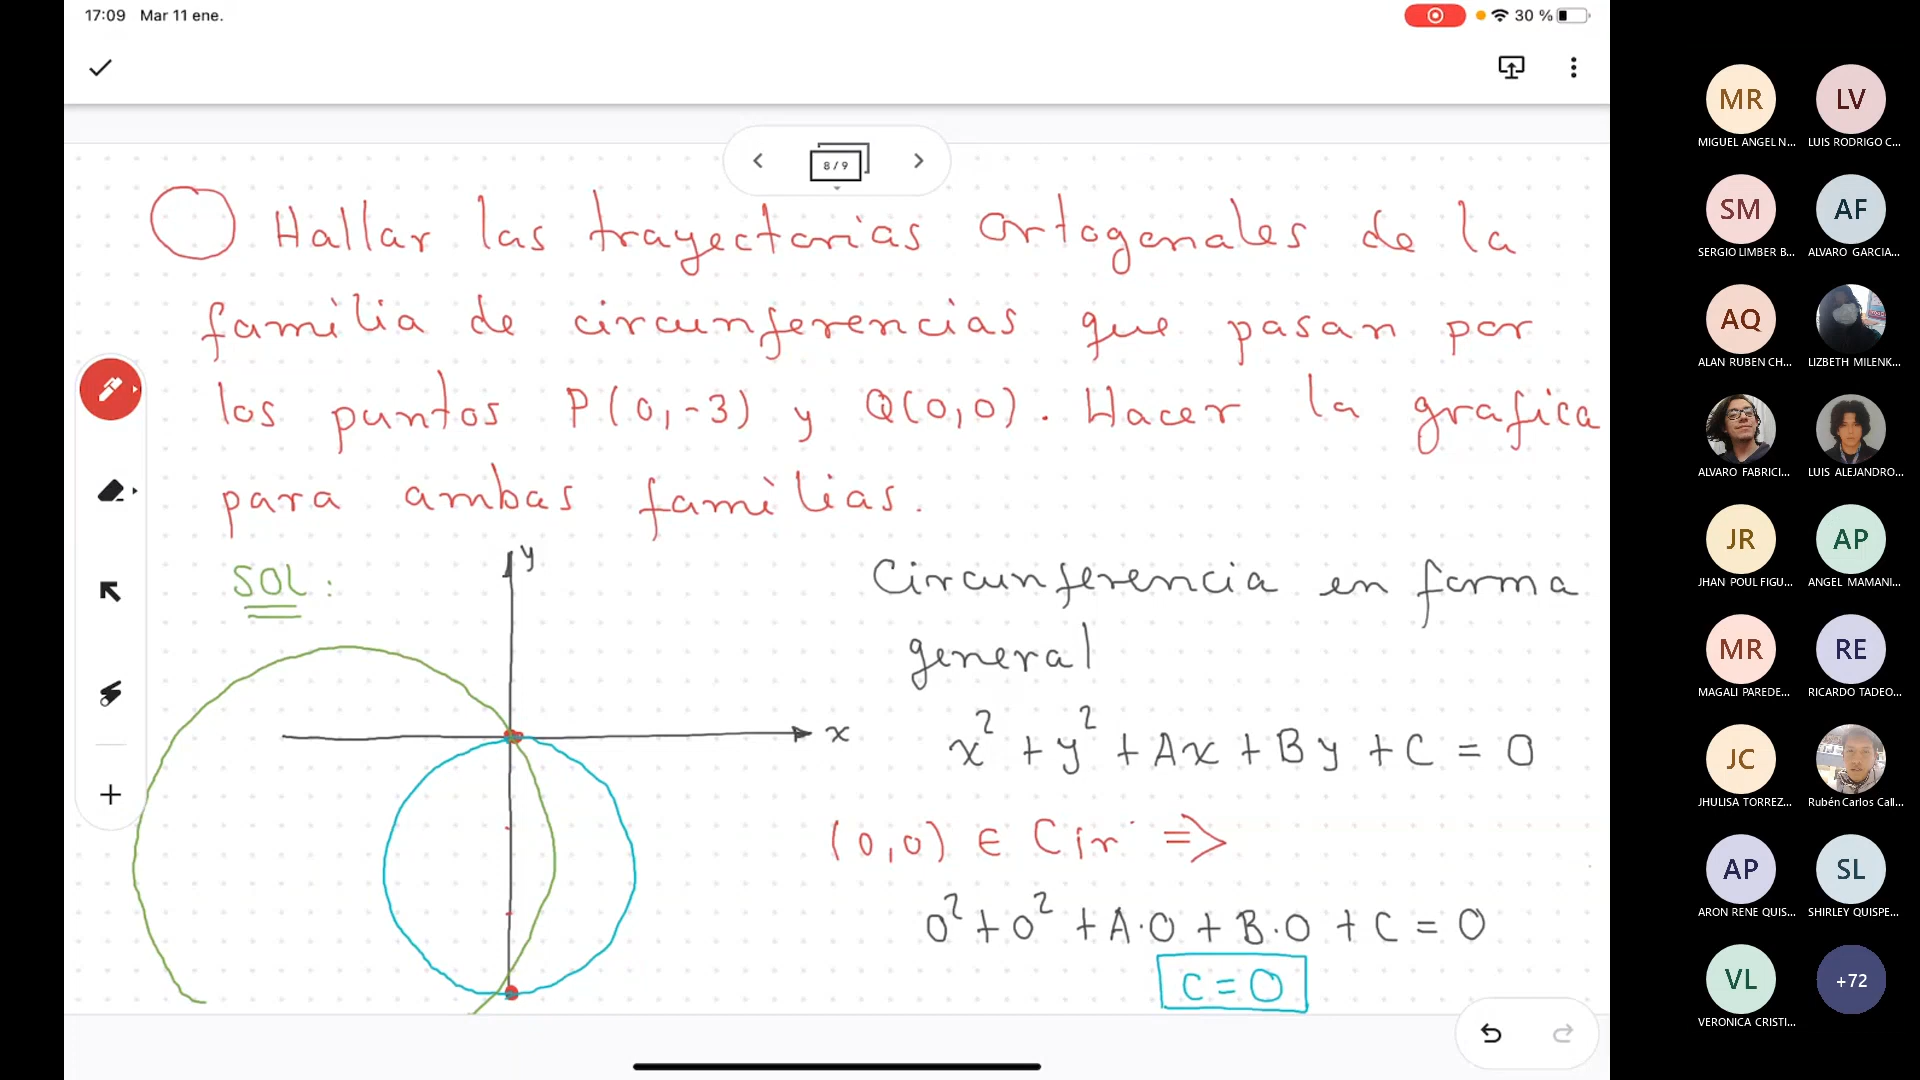 17:09 Mar 11 ene.
30 %
8/9
Hallar las trayectorias ortogonales de la
familia de circunferencias que pasan por
los puntos P(0,-3) y Q(0,0). Hacer la grafica
para ambas familias.
SOL:
y
x
Circunferencia en forma
general
x² + y² + Ax + By + C = 0
(0,0) ∈ Cir ⇒
0² + 0² + A·0 + B·0 + C = 0
C = 0
MR
LV
MIGUEL ANGEL N...
LUIS RODRIGO C...
SM
AF
SERGIO LIMBER B...
ALVARO GARCIA...
AQ
ALAN RUBEN CH...
LIZBETH MILENK...
ALVARO FABRICI...
LUIS ALEJANDRO...
JR
AP
JHAN POUL FIGU...
ANGEL MAMANI...
MR
RE
MAGALI PAREDE...
RICARDO TADEO...
JC
JHULISA TORREZ...
Rubén Carlos Call...
AP
SL
ARON RENE QUIS...
SHIRLEY QUISPE...
VL
+72
VERONICA CRISTI...